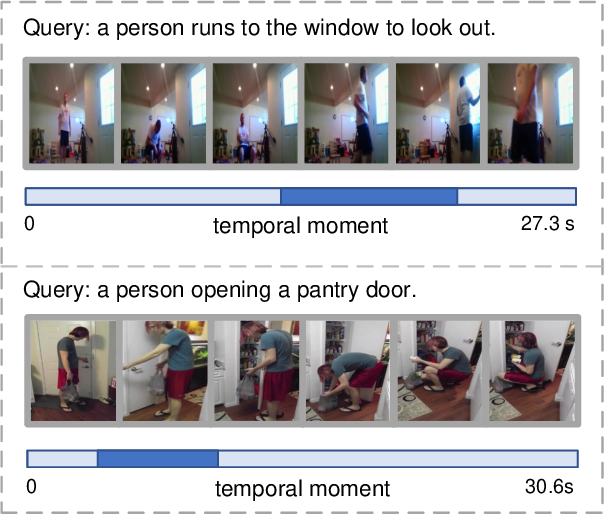 Query: a person runs to the window to look out.
0
temporal moment
27.3 s
Query: a person opening a pantry door.
0
temporal moment
30.6s